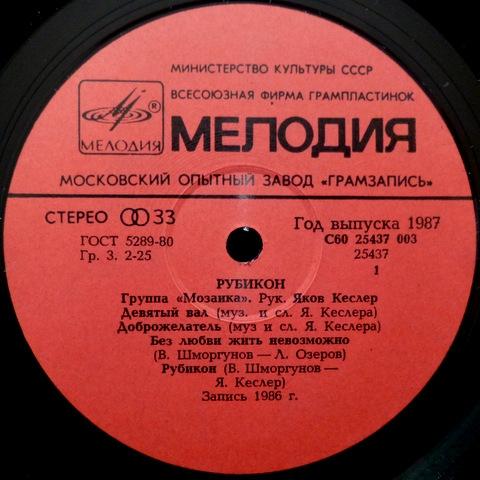 МИНИСТЕРСТВО КУЛЬТУРЫ СССР
ВСЕСОЮЗНАЯ ФИРМА ГРАМПЛАСТИНОК
®
МЕЛОДИЯ
МЕЛОДИЯ
МОСКОВСКИЙ ОПЫТНЫЙ ЗАВОД «ГРАМЗАПИСЬ»
СТЕРЕО 33
Год выпуска 1987
ГОСТ 5289-80
С60 25437 003
Гр. 3. 2-25
25437
1
РУБИКОН
Группа «Мозаика». Рук. Яков Кеслер
Девятый вал (муз. и сл. Я. Кеслера)
Доброжелатель (муз и сл. Я. Кеслера)
Без любви жить невозможно
(В. Шморгунов — Л. Озеров)
Рубикон (В. Шморгунов —
Я. Кеслер)
Запись 1986 г.